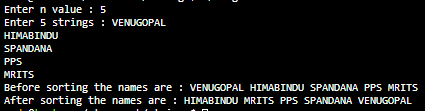 Enter n value : 5
Enter 5 strings : VENUGOPAL
HIMABINDU
SPANDANA
PPS
MRITS
Before sorting the names are : VENUGOPAL HIMABINDU SPANDANA PPS MRITS
After sorting the names are : HIMABINDU MRITS PPS SPANDANA VENUGOPAL